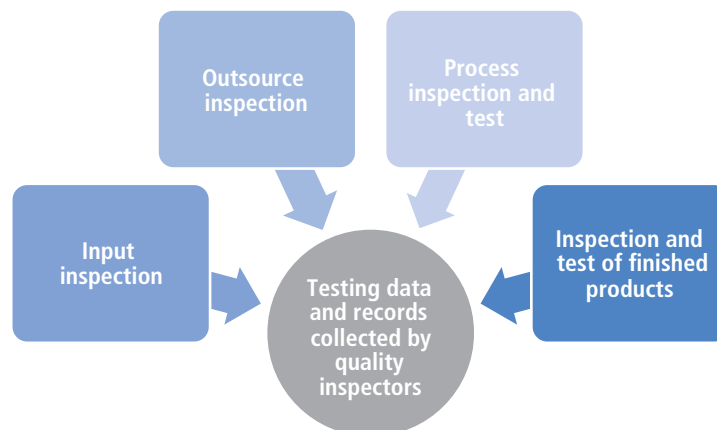 Outsource
inspection
Process
inspection and
test
Input
inspection
Inspection and
test of finished
products
Testing data
and records
collected by
quality
inspectors